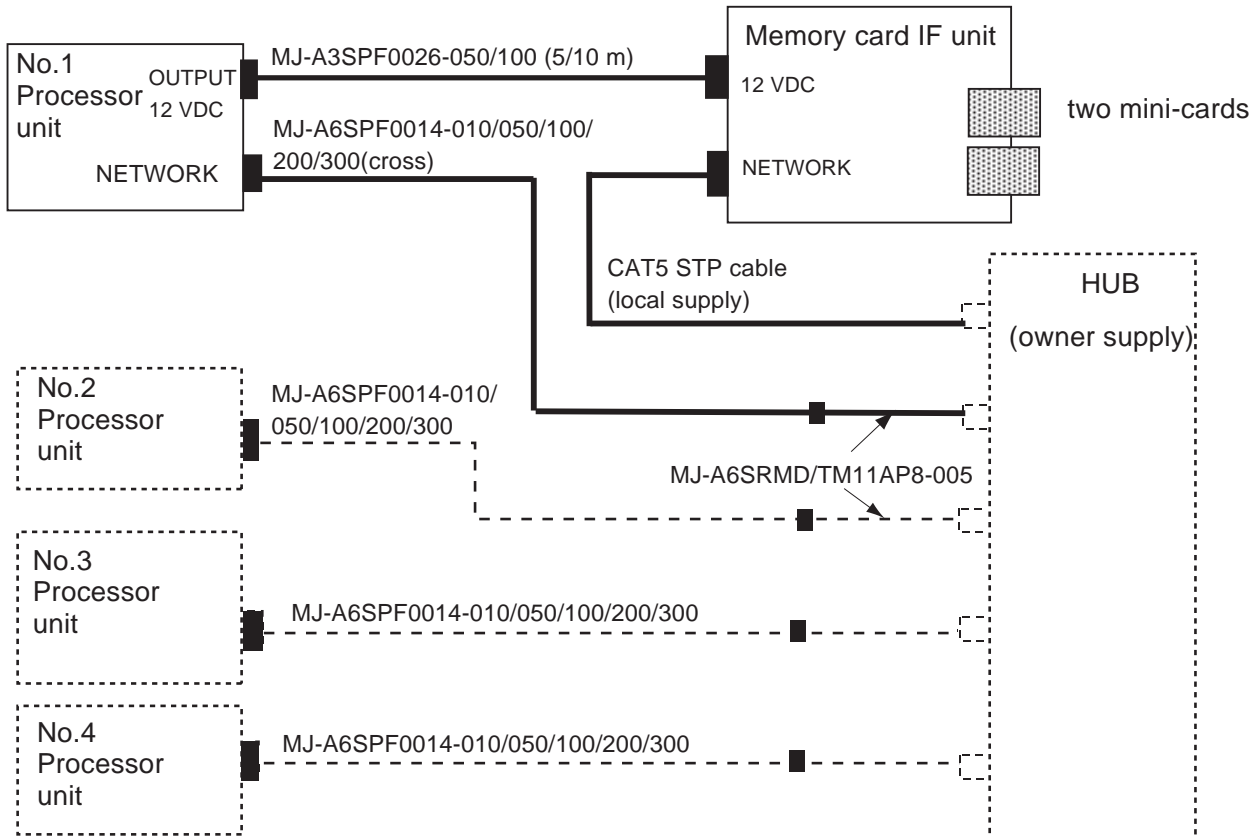 No.1
Processor
unit
OUTPUT
12 VDC
NETWORK
MJ-A3SPF0026-050/100 (5/10 m)
MJ-A6SPF0014-010/050/100/
200/300(cross)
Memory card IF unit
12 VDC
NETWORK
two mini-cards
CAT5 STP cable
(local supply)
HUB
(owner supply)
No.2
Processor
unit
MJ-A6SPF0014-010/
050/100/200/300
MJ-A6SRMD/TM11AP8-005
No.3
Processor
unit
MJ-A6SPF0014-010/050/100/200/300
No.4
Processor
unit
MJ-A6SPF0014-010/050/100/200/300